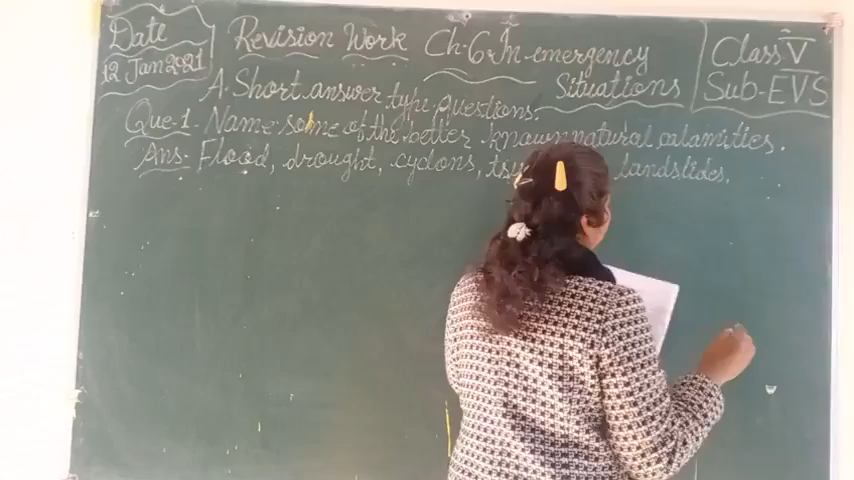 Date
12 Jan 2021
Revision Work Ch-6 In emergency
Situations
Class V
Sub-EVS
A. Short answer type questions.
Que-1. Name some of the better known natural calamities.
Ans- Flood, drought, cyclons, landslides,